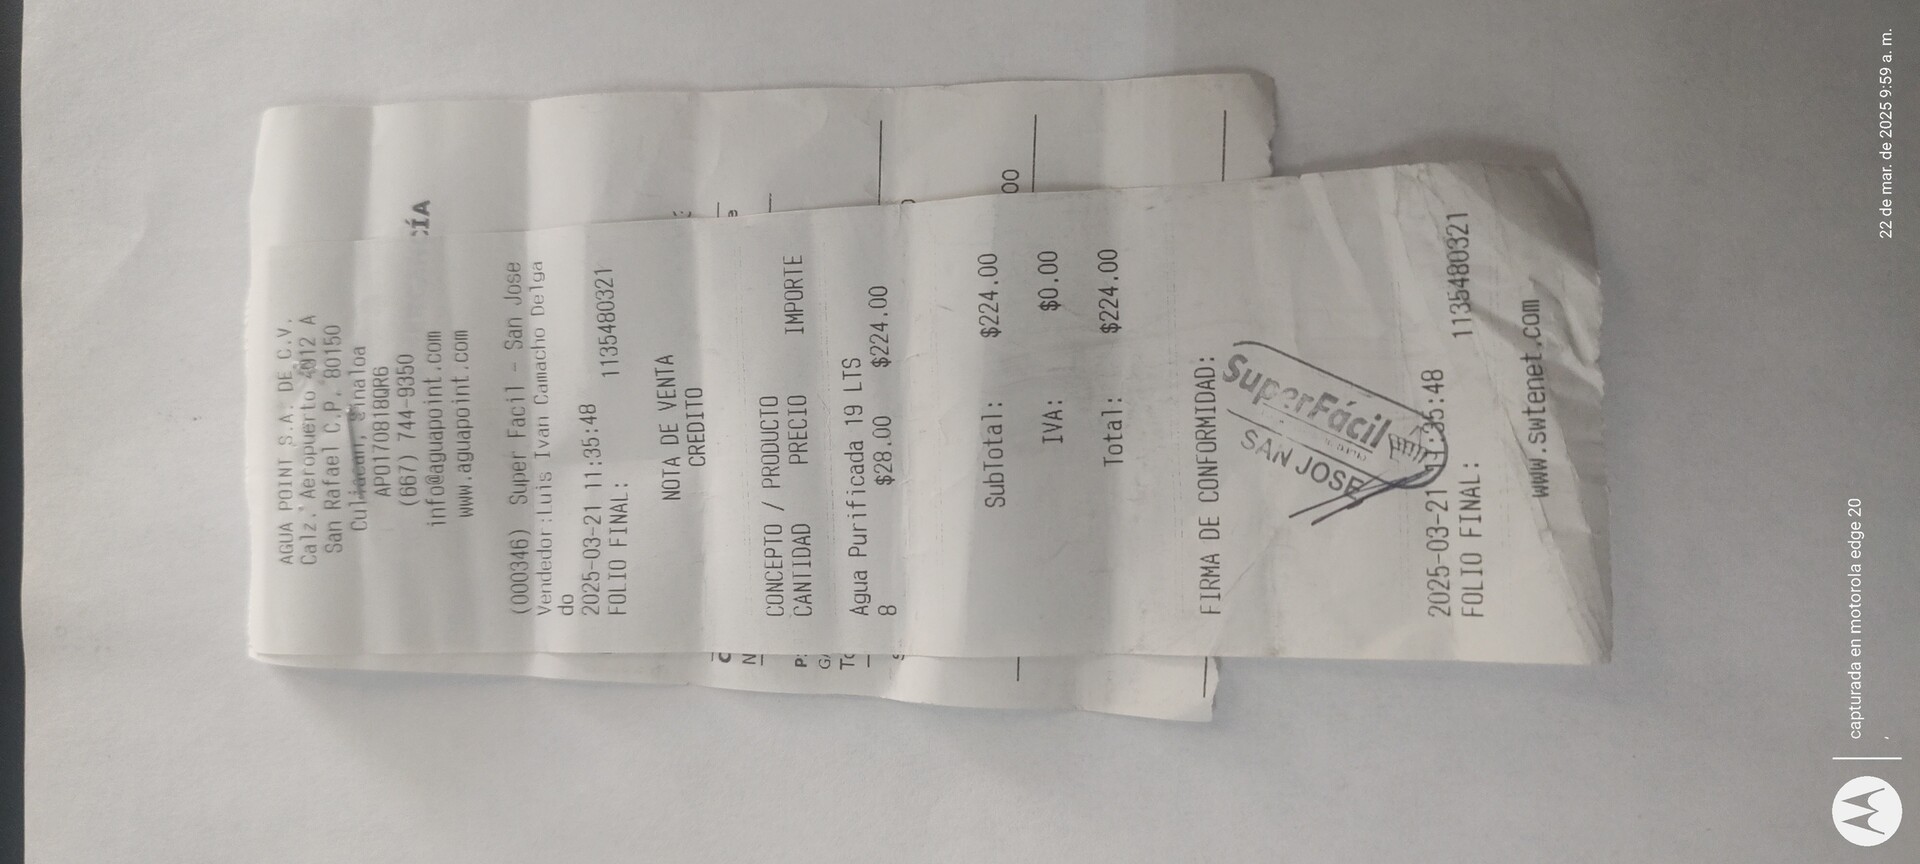 AGUA POINT S.A. DE C.V.
Calz. Aeropuerto 4912 A
San Rafael C.P. 80150
Culiacan, Sinaloa
APO170818QR6
(667) 744-9350
info@aguapoint.com
www.aguapoint.com
(000346) Super Facil - San Jose
Vendedor:Luis Ivan Camacho Delga
do
2025-03-21 11:35:48
FOLIO FINAL: 1135480321
NOTA DE VENTA
CREDITO
CONCEPTO / PRODUCTO
CANTIDAD PRECIO IMPORTE
Agua Purificada 19 LTS
8 $28.00 $224.00
SubTotal: $224.00
IVA: $0.00
Total: $224.00
FIRMA DE CONFORMIDAD:
SuperFácil
SAN JOSE
2025-03-21 11:35:48
FOLIO FINAL: 1135480321
www.swtenet.com
ÍA
00
capturada en motorola edge 20
22 de mar. de 2025 9:59 a. m.